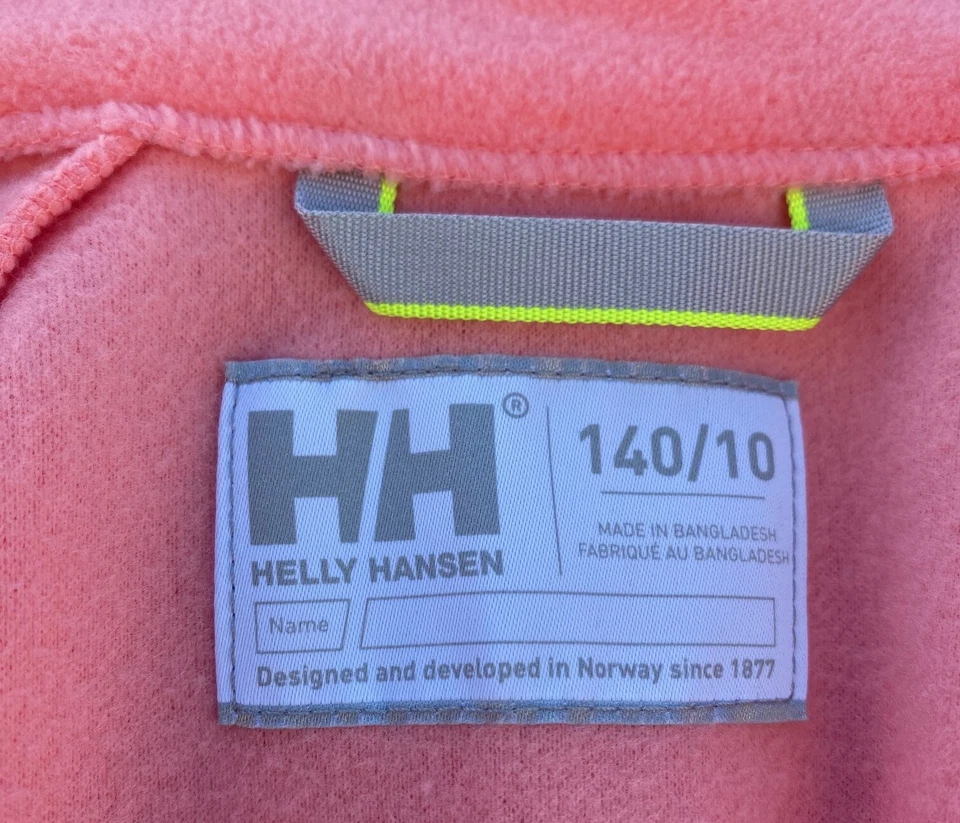 HH®
HELLY HANSEN
140/10
MADE IN BANGLADESH
FABRIQUÉ AU BANGLADESH
Name
Designed and developed in Norway since 1877